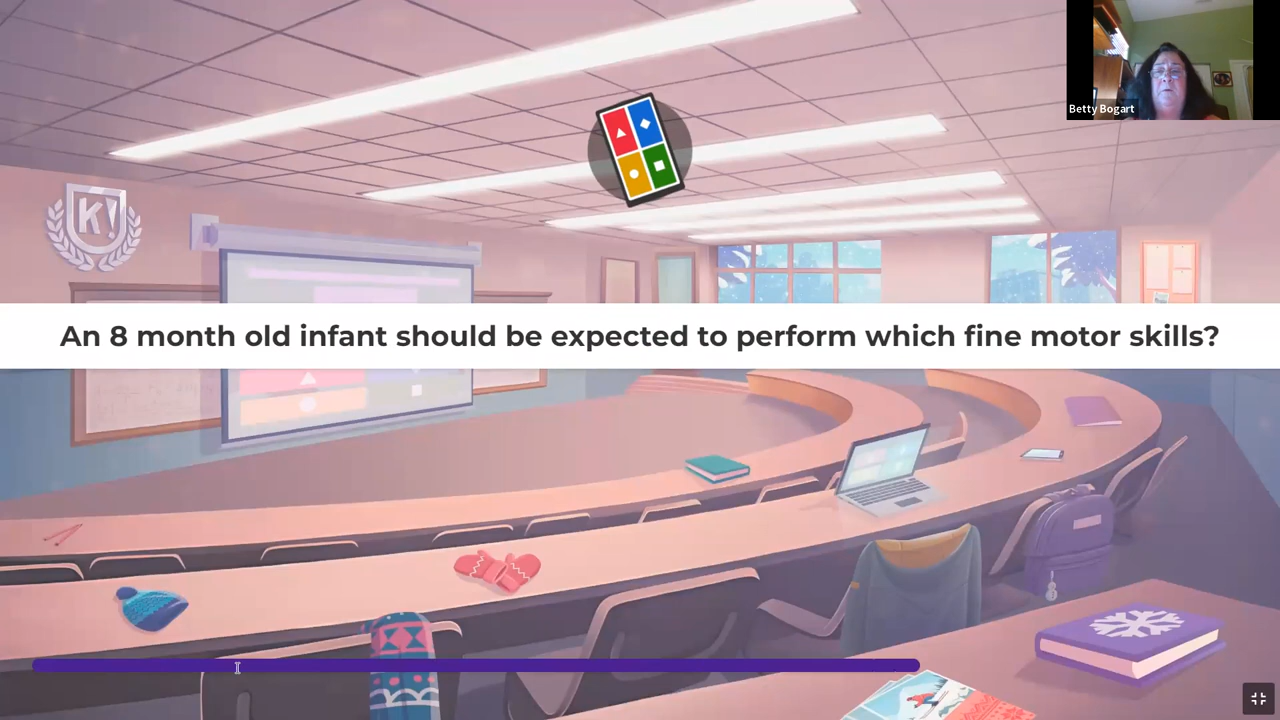 Betty Bogart
K!
An 8 month old infant should be expected to perform which fine motor skills?